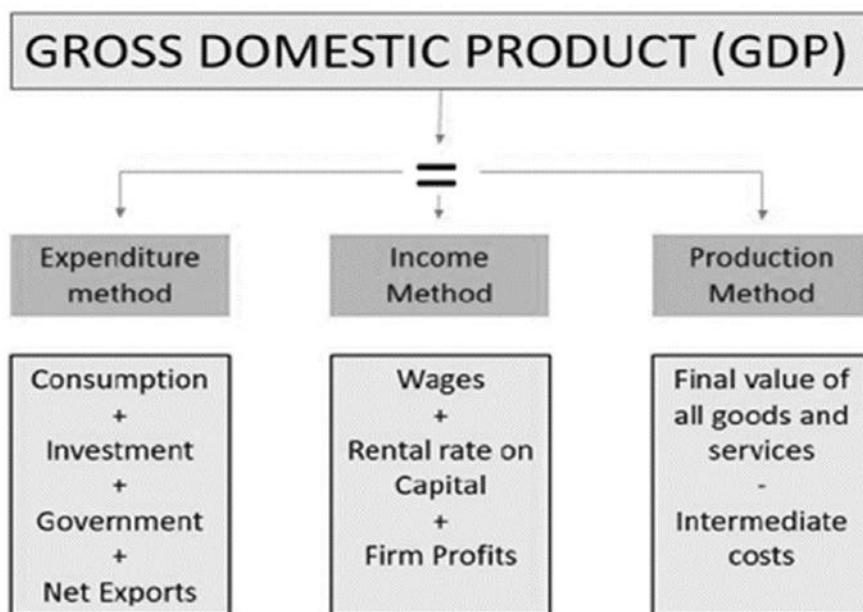 GROSS DOMESTIC PRODUCT (GDP)
=
Expenditure
method
Income
Method
Production
Method
Consumption
+
Investment
+
Government
+
Net Exports
Wages
+
Rental rate on
Capital
+
Firm Profits
Final value of
all goods and
services
-
Intermediate
costs